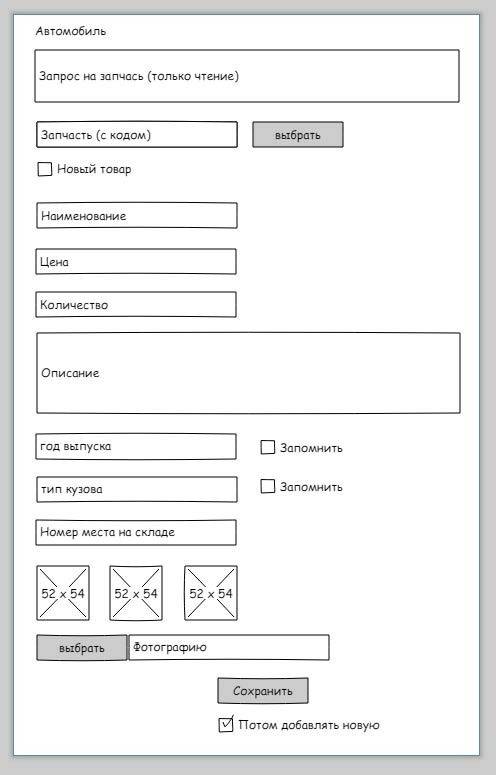 Автомобиль
Запрос на запчась (только чтение)
Запчасть (с кодом) выбрать
Новый товар
Наименование
Цена
Количество
Описание
год выпуска Запомнить
тип кузова Запомнить
Номер места на складе
52 x 54 52 x 54 52 x 54
выбрать Фотографию
Сохранить
Потом добавлять новую